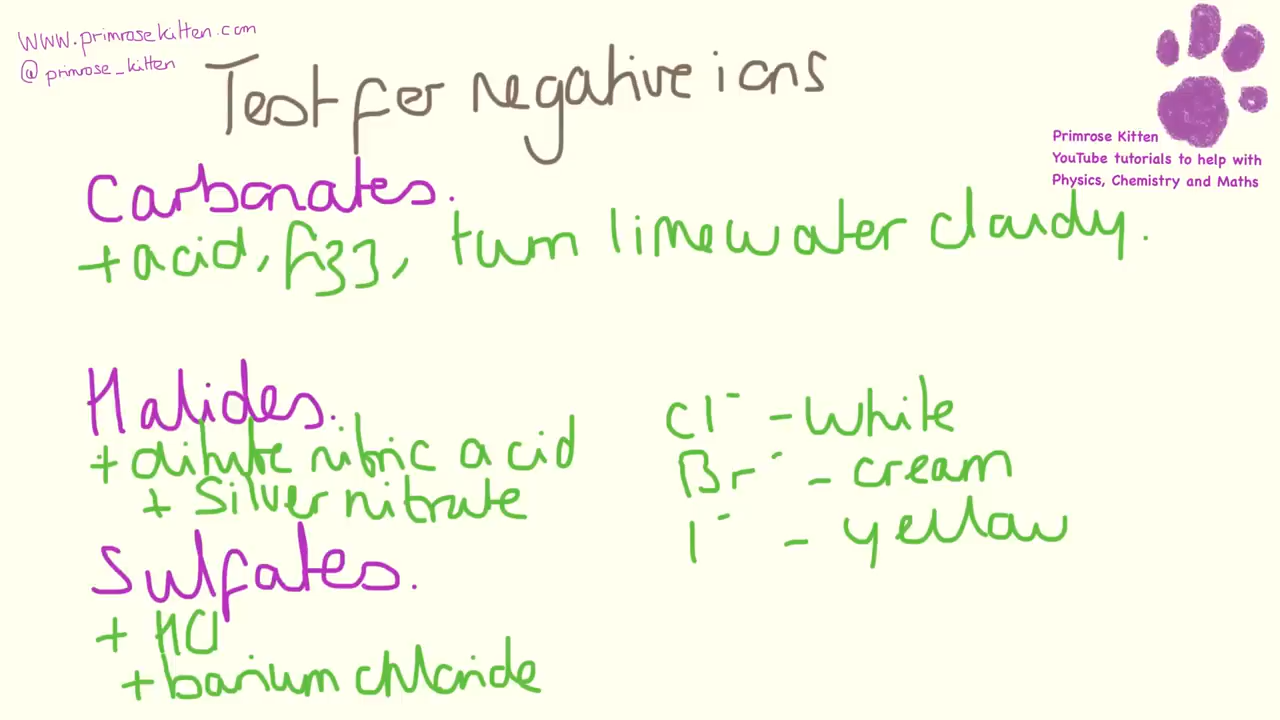 www.primrosekitten.com
@primrose_kitten
Test for negative ions
Primrose Kitten
YouTube tutorials to help with
Physics, Chemistry and Maths
Carbonates.
+ acid, fizz, turn limewater cloudy.
Halides.
+ dilute nitric acid
+ silver nitrate
Cl⁻ - white
Br⁻ - cream
I⁻ - yellow
Sulfates.
+ HCl
+ barium chloride